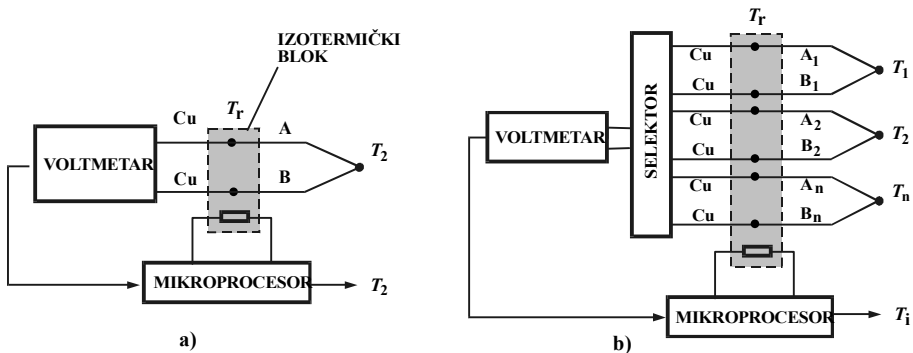 IZOTERMIČKI
BLOK
Tr
Cu
A
VOLTMETAR
T2
Cu
B
MIKROPROCESOR
T2
a)
Tr
Cu
A1
T1
Cu
B1
SELEKTOR
VOLTMETAR
Cu
A2
T2
Cu
B2
Cu
An
Tn
Cu
Bn
MIKROPROCESOR
Ti
b)